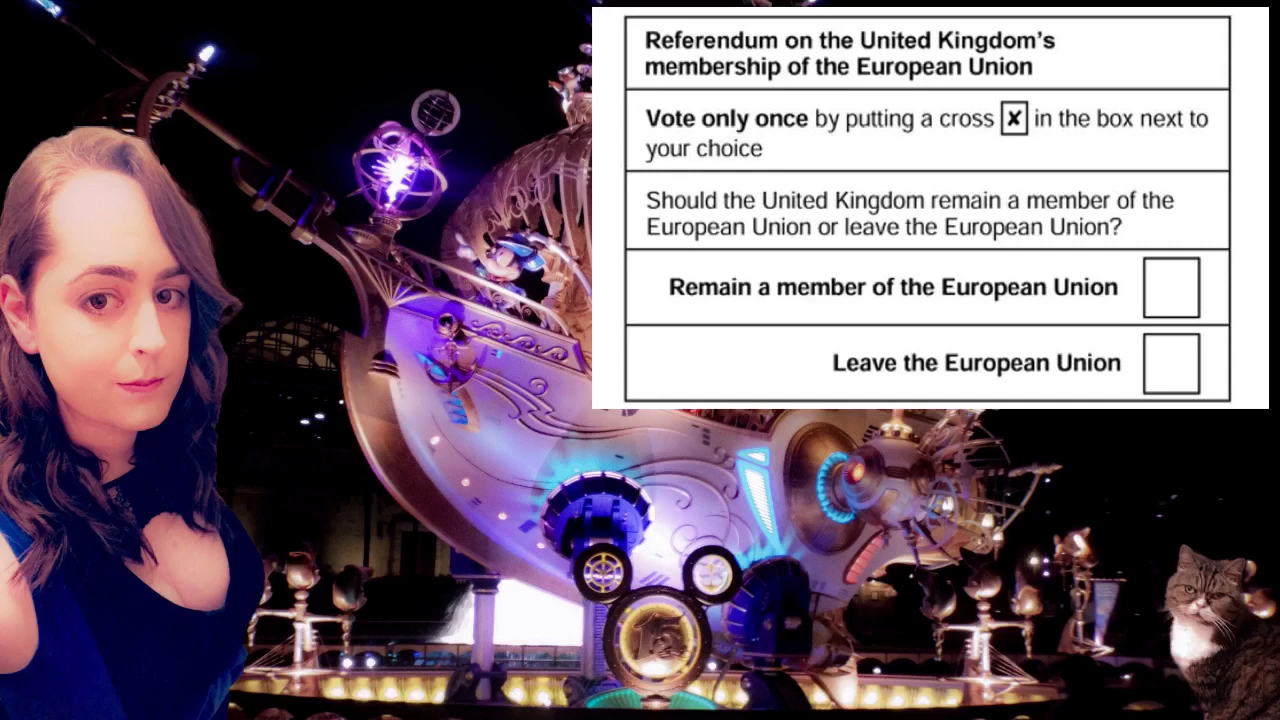 Referendum on the United Kingdom's
membership of the European Union
Vote only once by putting a cross ✘ in the box next to
your choice
Should the United Kingdom remain a member of the
European Union or leave the European Union?
Remain a member of the European Union
Leave the European Union
15